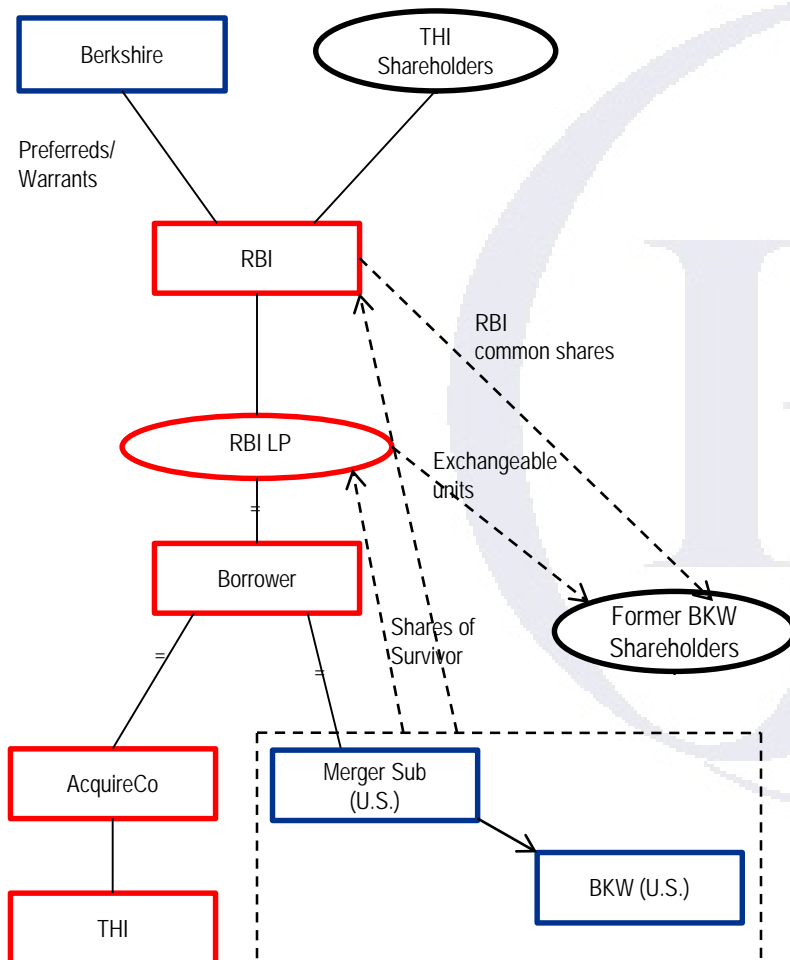 Berkshire
THI
Shareholders
Preferreds/
Warrants
RBI
RBI
common shares
RBI LP
Exchangeable
units
=
Borrower
Former BKW
Shareholders
Shares of
Survivor
=
=
Merger Sub
(U.S.)
AcquireCo
BKW (U.S.)
THI